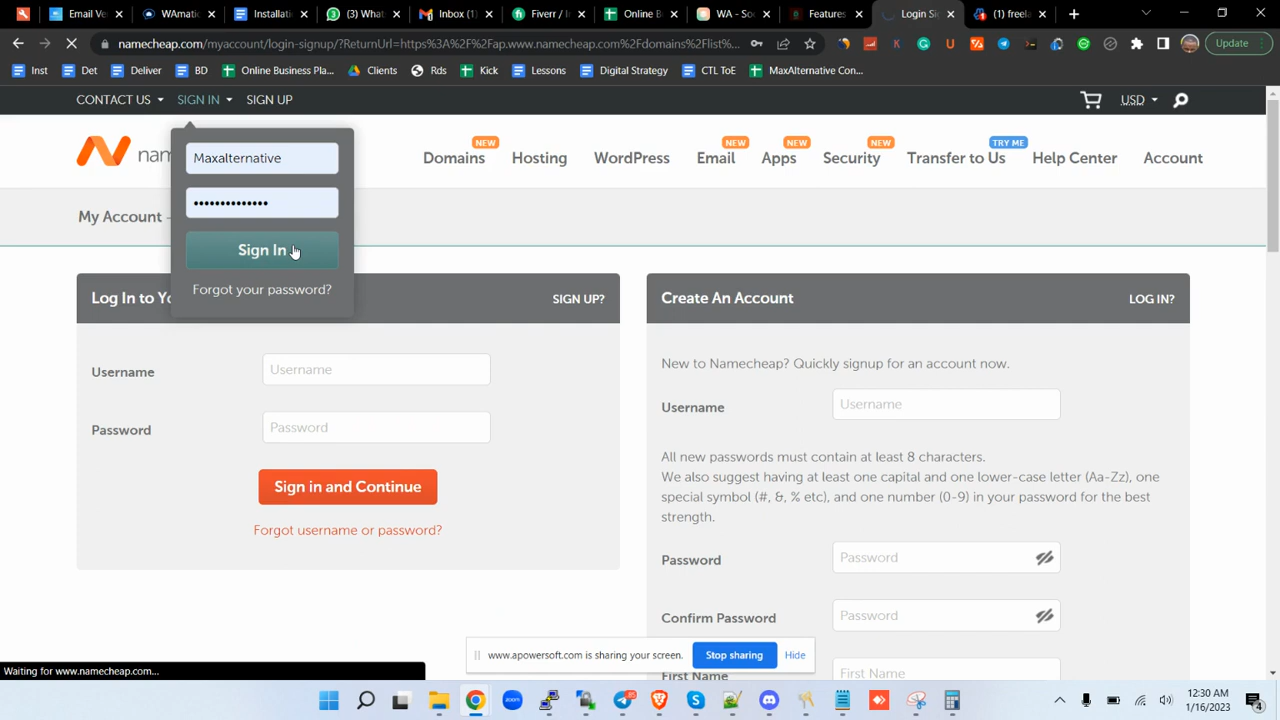 Email Ve
WAmatic
Installati
(3) What
Inbox (1)
Fiverr / In
Online B
WA - So
Features
Login Si
(1) freela
namecheap.com/myaccount/login-signup/?ReturnUrl=https%3A%2F%2Fap.www.namecheap.com%2Fdomains%2Flist%...
Update
Inst
Det
Deliver
BD
Online Business Pla...
Clients
Rds
Kick
Lessons
Digital Strategy
CTL ToE
MaxAlternative Con...
CONTACT US
SIGN IN
SIGN UP
USD
nam
Domains
NEW
Hosting
WordPress
Email
NEW
Apps
NEW
Security
NEW
Transfer to Us
TRY ME
Help Center
Account
Maxalternative
••••••••••••••
Sign In
Forgot your password?
My Account –
Log In to Yo
SIGN UP?
Username
Username
Password
Password
Sign in and Continue
Forgot username or password?
Create An Account
LOG IN?
New to Namecheap? Quickly signup for an account now.
Username
Username
All new passwords must contain at least 8 characters.
We also suggest having at least one capital and one lower-case letter (Aa-Zz), one
special symbol (#, &, % etc), and one number (0-9) in your password for the best
strength.
Password
Password
Confirm Password
Password
First Name
First Name
www.apowersoft.com is sharing your screen.
Stop sharing
Hide
Waiting for www.namecheap.com...
12:30 AM
1/16/2023
4